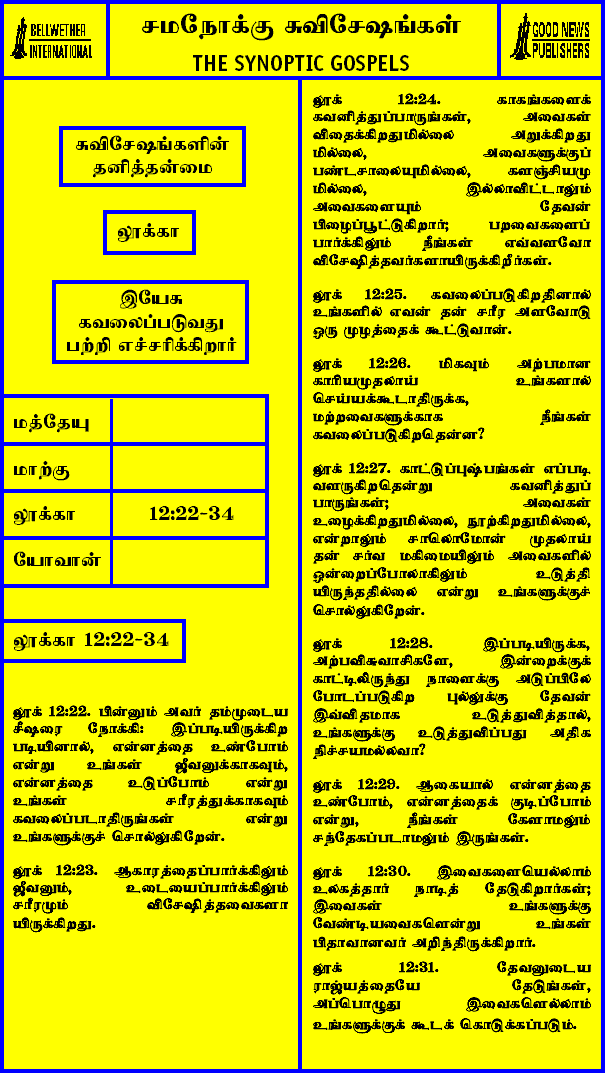 BELLWETHER
INTERNATIONAL
சமநோக்கு சுவிசேஷங்கள்
THE SYNOPTIC GOSPELS
GOOD NEWS
PUBLISHERS
சுவிசேஷங்களின்
தனித்தன்மை
லூக்கா
இயேசு
கவலைப்படுவது
பற்றி எச்சரிக்கிறார்
மத்தேயு
மாற்கு
லூக்கா 12:22-34
யோவான்
லூக்கா 12:22-34
லூக் 12:22. பின்னும் அவர் தம்முடைய
சீஷரை நோக்கி: இப்படியிருக்கிற
படியினால், என்னத்தை உண்போம்
என்று உங்கள் ஜீவனுக்காகவும்,
என்னத்தை உடுப்போம் என்று
உங்கள் சரீரத்துக்காகவும்
கவலைப்படாதிருங்கள் என்று
உங்களுக்குச் சொல்லுகிறேன்.
லூக் 12:23. ஆகாரத்தைப்பார்க்கிலும்
ஜீவனும், உடையைப்பார்க்கிலும்
சரீரமும் விசேஷித்தவைகளா
யிருக்கிறது.
லூக் 12:24. காகங்களைக்
கவனித்துப்பாருங்கள், அவைகள்
விதைக்கிறதுமில்லை அறுக்கிறது
மில்லை, அவைகளுக்குப்
பண்டசாலையுமில்லை, களஞ்சியமு
மில்லை, இல்லாவிட்டாலும்
அவைகளையும் தேவன்
பிழைப்பூட்டுகிறார்; பறவைகளைப்
பார்க்கிலும் நீங்கள் எவ்வளவோ
விசேஷித்தவர்களாயிருக்கிறீர்கள்.
லூக் 12:25. கவலைப்படுகிறதினால்
உங்களில் எவன் தன் சரீர அளவோடு
ஒரு முழத்தைக் கூட்டுவான்.
லூக் 12:26. மிகவும் அற்பமான
காரியமுதலாய் உங்களால்
செய்யக்கூடாதிருக்க,
மற்றவைகளுக்காக நீங்கள்
கவலைப்படுகிறதென்ன?
லூக் 12:27. காட்டுப்புஷ்பங்கள் எப்படி
வளருகிறதென்று கவனித்துப்
பாருங்கள்; அவைகள்
உழைக்கிறதுமில்லை, நூற்கிறதுமில்லை,
என்றாலும் சாலொமோன் முதலாய்
தன் சர்வ மகிமையிலும் அவைகளில்
ஒன்றைப்போலாகிலும் உடுத்தி
யிருந்ததில்லை என்று உங்களுக்குச்
சொல்லுகிறேன்.
லூக் 12:28. இப்படியிருக்க,
அற்பவிசுவாசிகளே, இன்றைக்குக்
காட்டிலிருந்து நாளைக்கு அடுப்பிலே
போடப்படுகிற புல்லுக்கு தேவன்
இவ்விதமாக உடுத்துவித்தால்,
உங்களுக்கு உடுத்துவிப்பது அதிக
நிச்சயமல்லவா?
லூக் 12:29. ஆகையால் என்னத்தை
உண்போம், என்னத்தைக் குடிப்போம்
என்று, நீங்கள் கேளாமலும்
சந்தேகப்படாமலும் இருங்கள்.
லூக் 12:30. இவைகளையெல்லாம்
உலகத்தார் நாடித் தேடுகிறார்கள்;
இவைகள் உங்களுக்கு
வேண்டியவைகளென்று உங்கள்
பிதாவானவர் அறிந்திருக்கிறார்.
லூக் 12:31. தேவனுடைய
ராஜ்யத்தையே தேடுங்கள்,
அப்பொழுது இவைகளெல்லாம்
உங்களுக்குக் கூடக் கொடுக்கப்படும்.